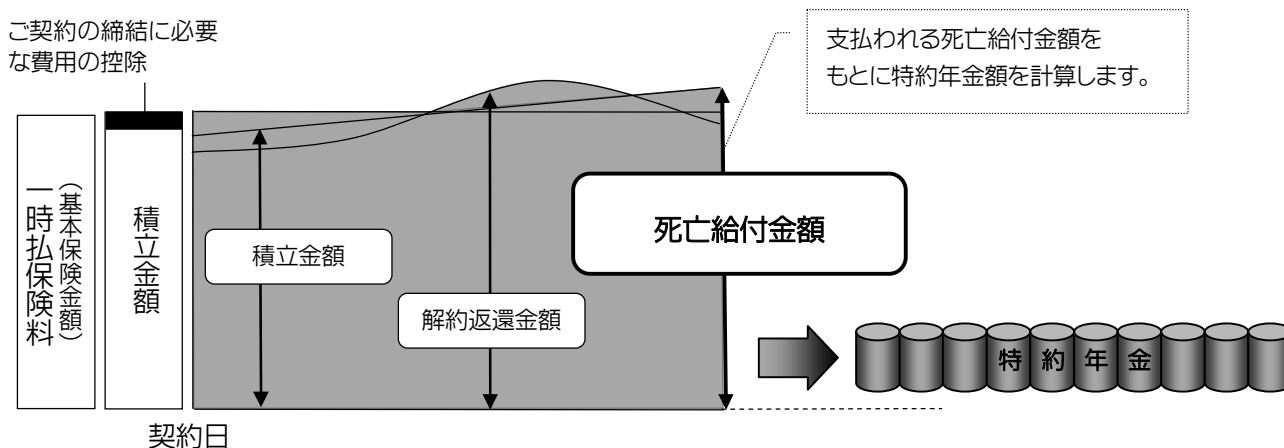 ご契約の締結に必要
な費用の控除
支払われる死亡給付金額を
もとに特約年金額を計算します。
一時払保険料
（基本保険金額）
積立金額
積立金額
解約返還金額
死亡給付金額
特約年金
契約日